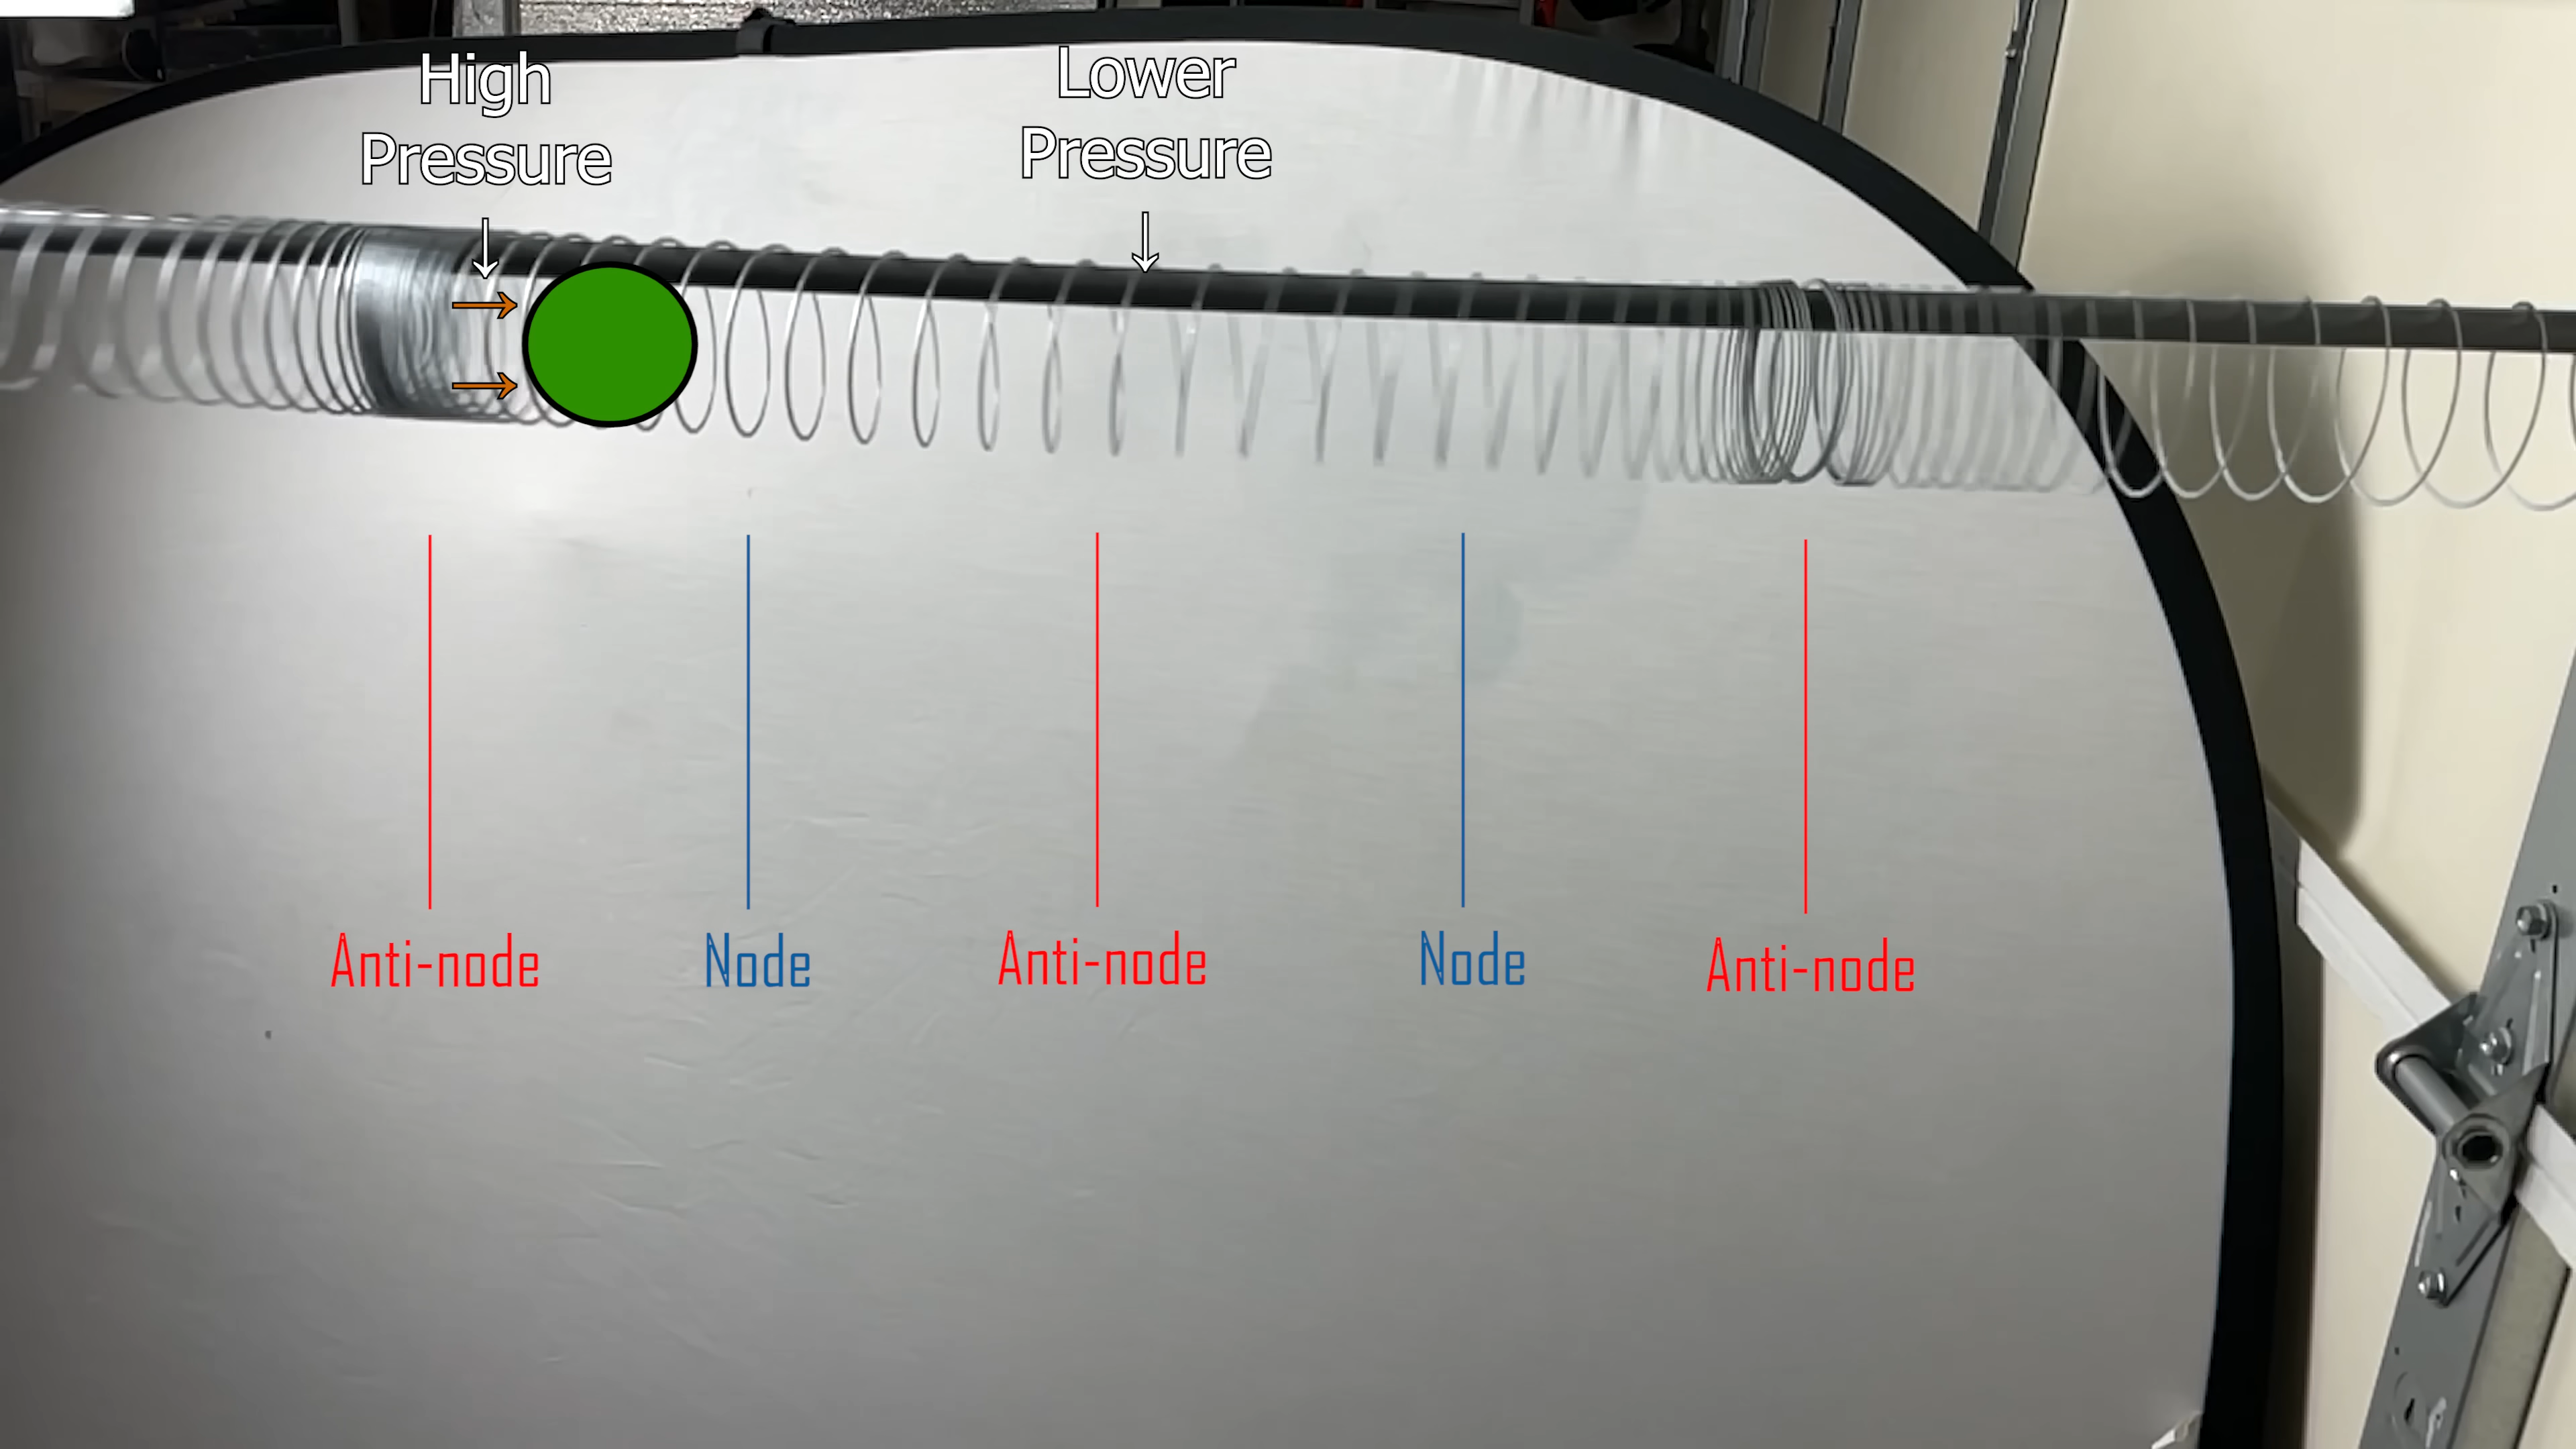 High
Pressure
Lower
Pressure
Anti-node
Node
Anti-node
Node
Anti-node